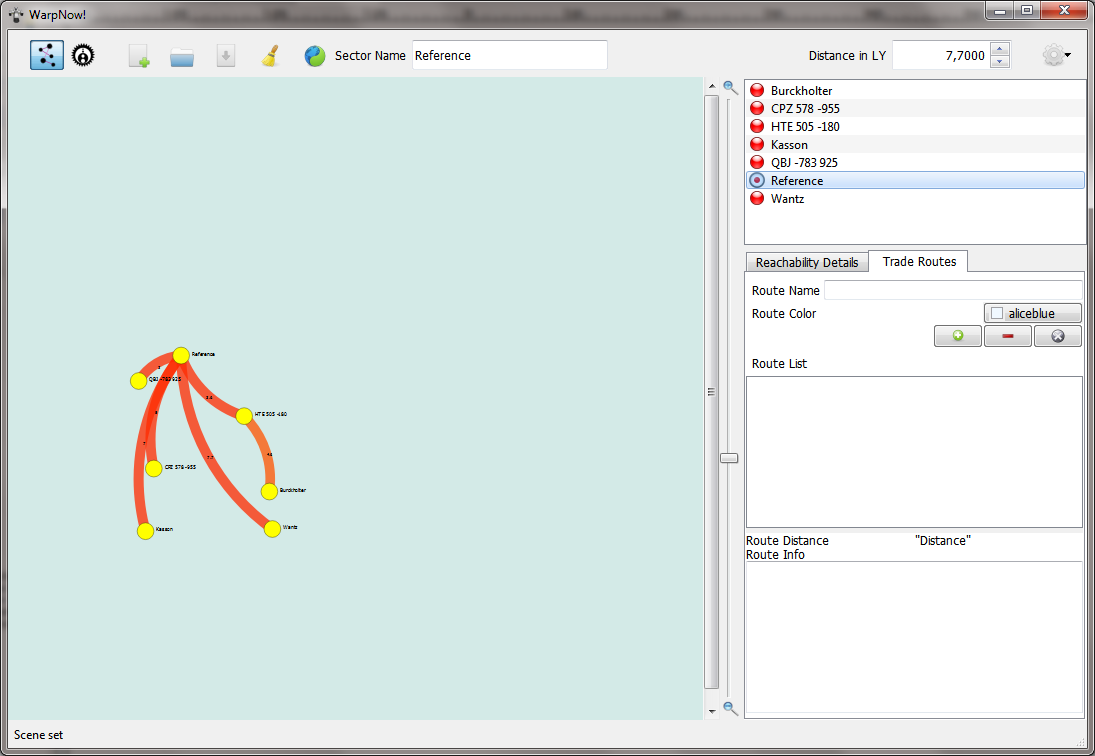 WarpNow!
Sector Name Reference
Distance in LY 7,7000
Burckholter
CPZ 578 -955
HTE 505 -180
Kasson
QBJ -783 925
Reference
Wantz
Reachability Details
Trade Routes
Route Name
Route Color
aliceblue
Route List
Route Distance "Distance"
Route Info
Reference
QBJ -783 925
HTE 505 -180
CPZ 578 -955
Burckholter
Kasson
Wantz
7,7
Scene set